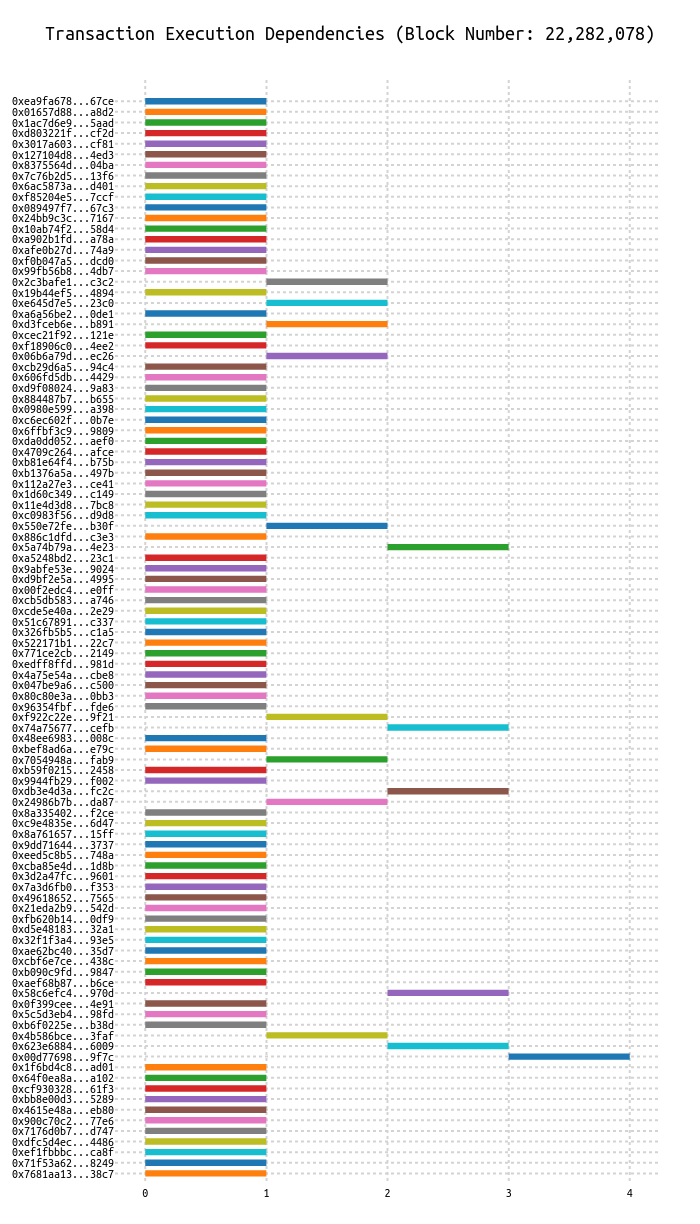 Transaction Execution Dependencies (Block Number: 22,282,078)
0xea9fa678...67ce
0x01657d88...a8d2
0x1ac7d6e9...5aad
0xd803221f...cf2d
0x3017a603...cf81
0x127104d8...4ed3
0x8375564d...04ba
0x7c76b2d5...13f6
0x6ac5873a...d401
0xf85204e5...7ccf
0x089497f7...67c3
0x24bb9c3c...7167
0x10ab74f2...58d4
0xa902b1fd...a78a
0xafe0b27d...74a9
0xf0b047a5...dcd0
0x99fb56b8...4db7
0x2c3bafe1...c3c2
0x19b44ef5...4894
0xe645d7e5...23c0
0xa6a56be2...0de1
0xd3fceb6e...b891
0xcec21f92...121e
0xf18906c0...4ee2
0x06b6a79d...ec26
0xcb29d6a5...94c4
0x606fd5db...4429
0xd9f08024...9a83
0x884487b7...b655
0x0980e599...a398
0xc6ec602f...0b7e
0x6ffbf3c9...9809
0xda0dd052...aef0
0x4709c264...afce
0xb81e64f4...b75b
0xb1376a5a...497b
0x112a27e3...ce41
0x1d60c349...c149
0x11e4d3d8...7bc8
0xc0983f56...d9d8
0x550e72fe...b30f
0x886c1dfd...c3e3
0x5a74b79a...4e23
0xa5248bd2...23c1
0x9abfe53e...9024
0xd9bf2e5a...4995
0x00f2edc4...e0ff
0xcb5db583...a746
0xcde5e40a...2e29
0x51c67891...c337
0x326fb5b5...c1a5
0x522171b1...22c7
0x771ce2cb...2149
0xedff8ffd...981d
0x4a75e54a...cbe8
0x047be9a6...c500
0x80c80e3a...0bb3
0x96354fbf...fde6
0xf922c22e...9f21
0x74a75677...cefb
0x48ee6983...008c
0xbef8ad6a...e79c
0x7054948a...fab9
0xb59f0215...2458
0x9944fb29...f002
0xdb3e4d3a...fc2c
0x24986b7b...da87
0x8a335402...f2ce
0xc9e4835e...6d47
0x8a761657...15ff
0x9dd71644...3737
0xeed5c8b5...748a
0xcba85e4d...1d8b
0x3d2a47fc...9601
0x7a3d6fb0...f353
0x49618652...7565
0x21eda2b9...542d
0xfb620b14...0df9
0xd5e48183...32a1
0x32f1f3a4...93e5
0xae62bc40...35d7
0xcbf6e7ce...438c
0xb090c9fd...9847
0xaef68b87...b6ce
0x58c6efc4...970d
0x0f399cee...4e91
0x5c5d3eb4...98fd
0xb6f0225e...b38d
0x4b586bce...3faf
0x623e6884...6009
0x00d77698...9f7c
0x1f6bd4c8...ad01
0x64f0ea8a...a102
0xcf930328...61f3
0xbb8e00d3...5289
0x4615e48a...eb80
0x900c70c2...77e6
0x7176d0b7...d747
0xdfc5d4ec...4486
0xef1fbbbc...ca8f
0x71f53a62...8249
0x7681aa13...38c7
0 1 2 3 4